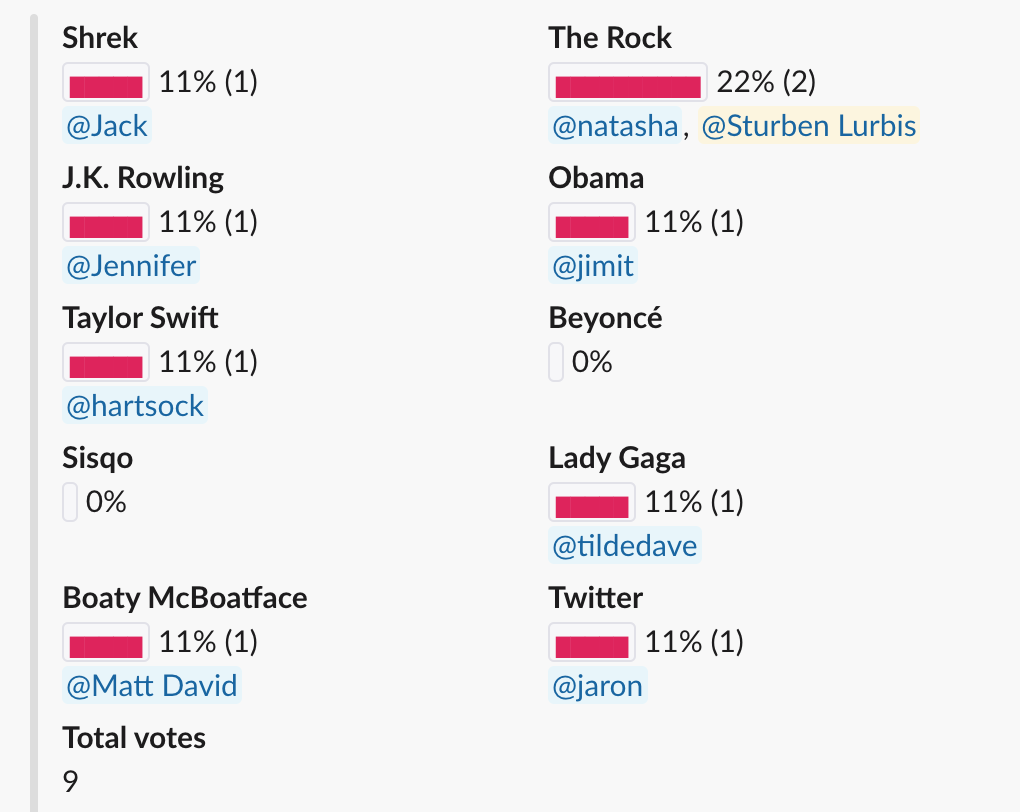 Shrek
11% (1)
@Jack
The Rock
22% (2)
@natasha, @Sturben Lurbis
J.K. Rowling
11% (1)
@Jennifer
Obama
11% (1)
@jimit
Taylor Swift
11% (1)
@hartsock
Beyoncé
0%
Sisqo
0%
Lady Gaga
11% (1)
@tildedave
Boaty McBoatface
11% (1)
@Matt David
Twitter
11% (1)
@jaron
Total votes
9